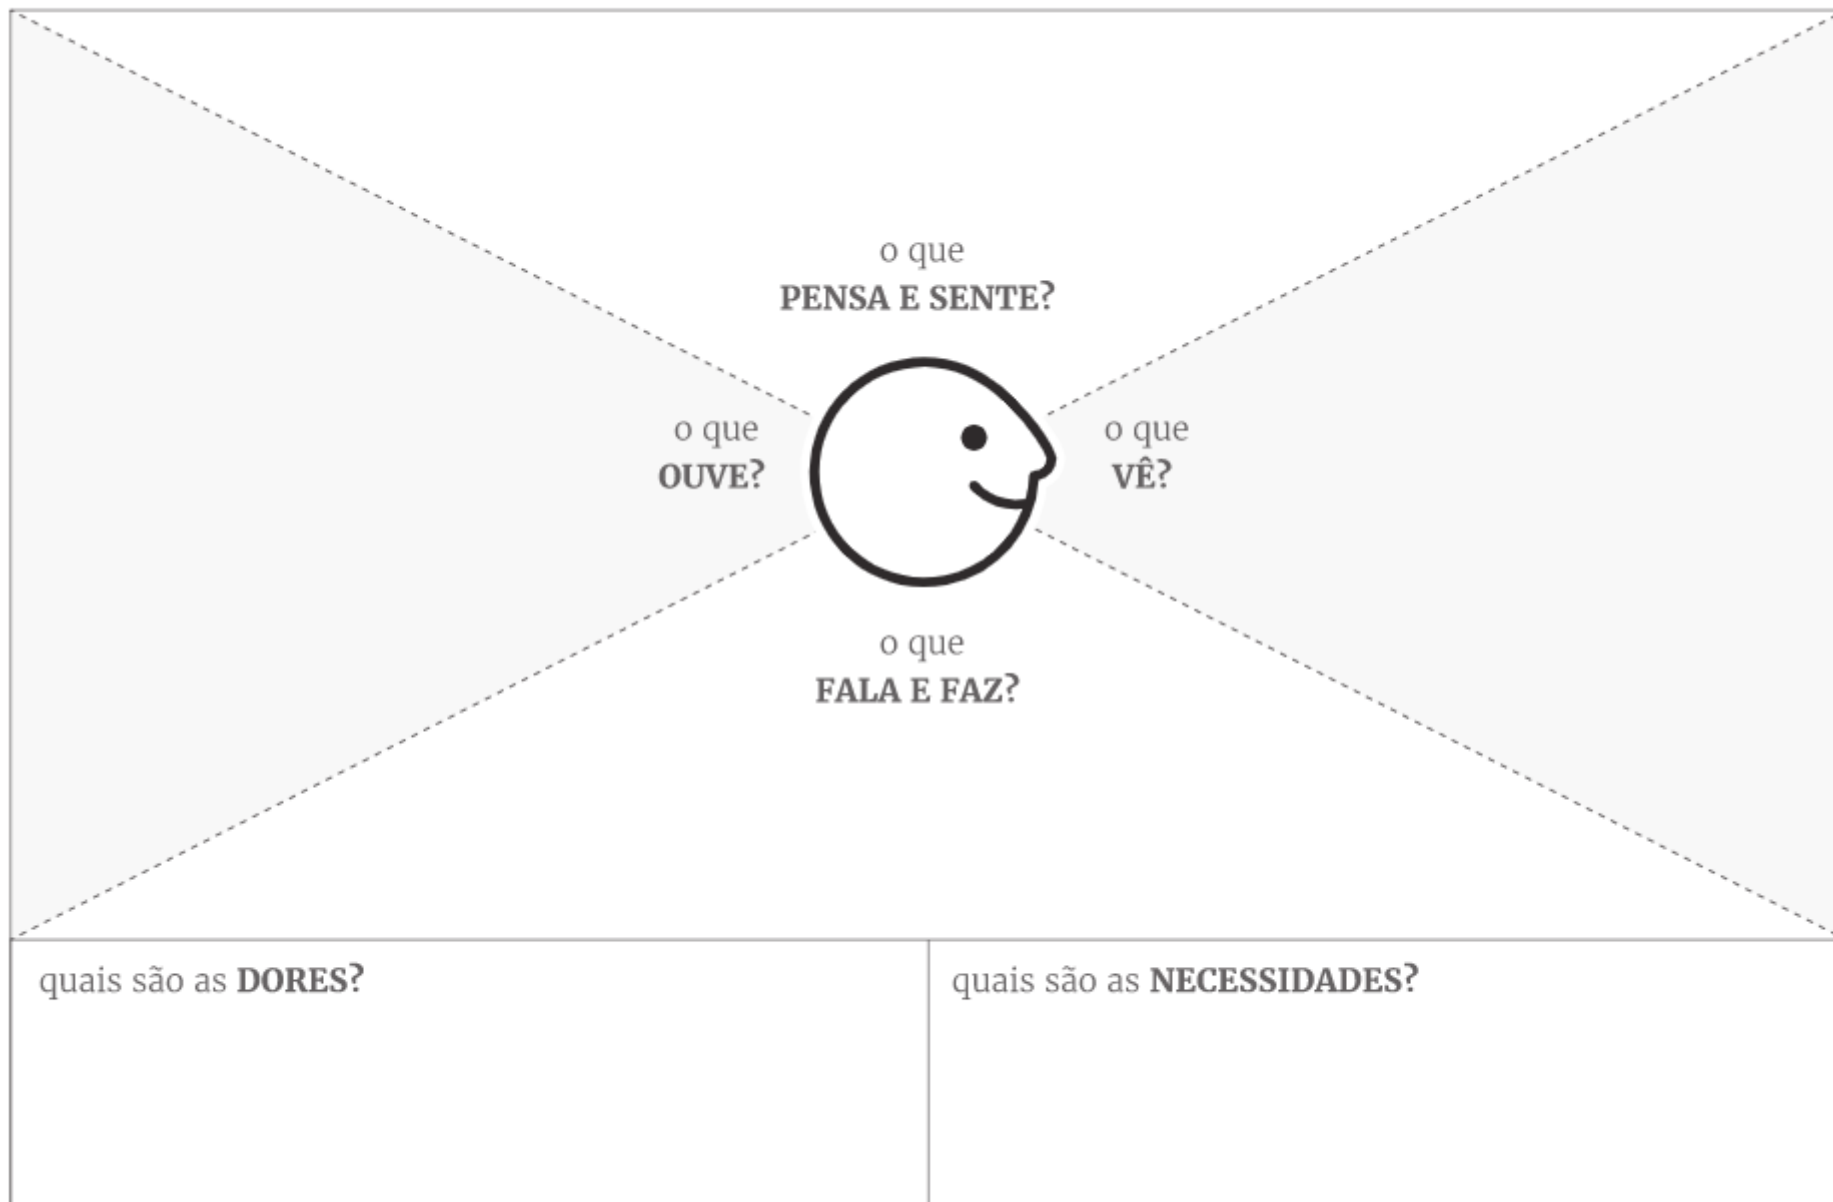 o que
PENSA E SENTE?
o que
OUVE?
o que
VÊ?
o que
FALA E FAZ?
quais são as DORES?
quais são as NECESSIDADES?